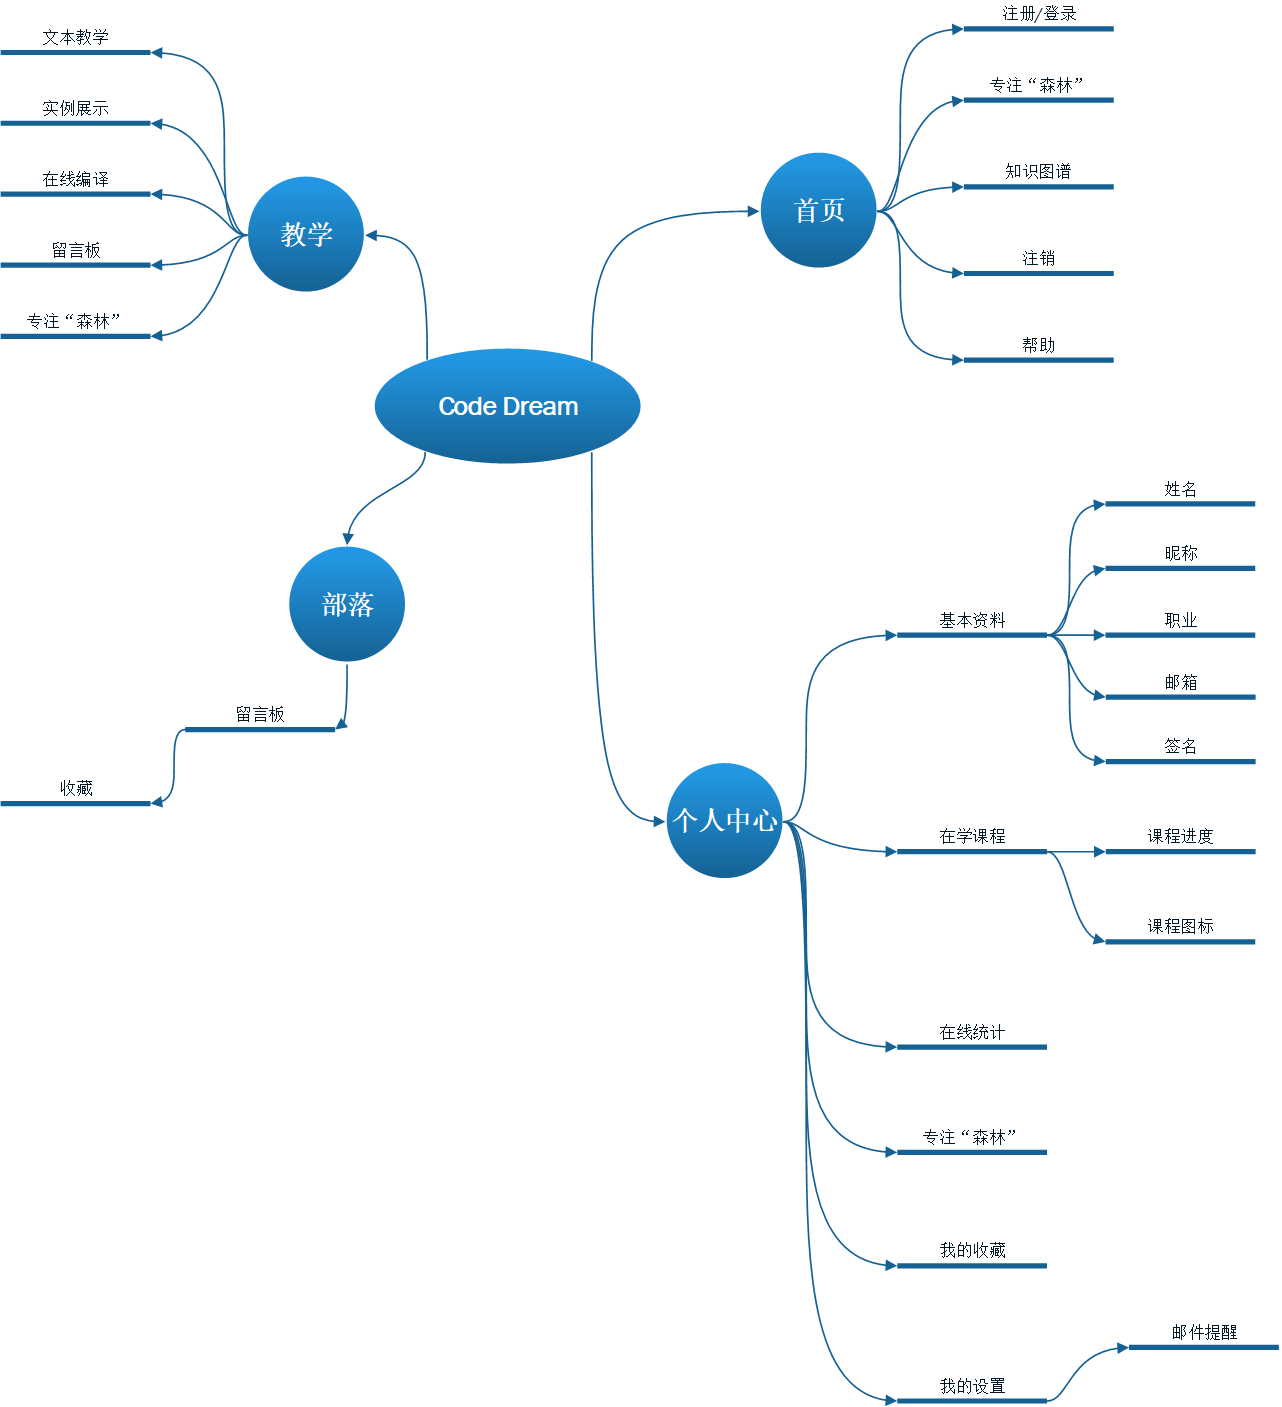 Code Dream
首页
注册/登录
专注“森林”
知识图谱
注销
帮助
教学
文本教学
实例展示
在线编译
留言板
专注“森林”
部落
留言板
收藏
个人中心
基本资料
姓名
昵称
职业
邮箱
签名
在学课程
课程进度
课程图标
在线统计
专注“森林”
我的收藏
我的设置
邮件提醒